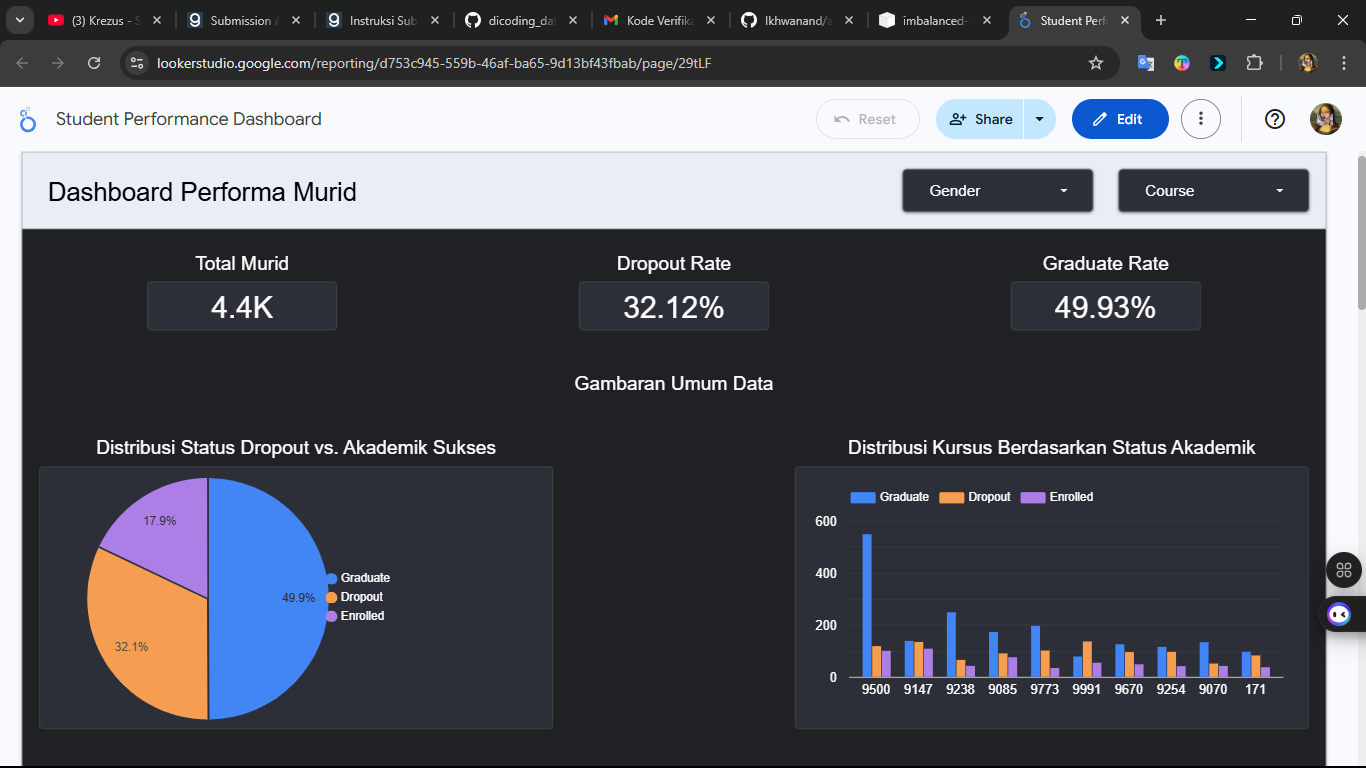 (3) Krezus - S
Submission A
Instruksi Sub
dicoding_dat
Kode Verifika
Ikhwanand/a
imbalanced-
Student Perfo
lookerstudio.google.com/reporting/d753c945-559b-46af-ba65-9d13bf43fbab/page/29tLF
Student Performance Dashboard
Reset
Share
Edit
Dashboard Performa Murid
Gender
Course
Total Murid
Dropout Rate
Graduate Rate
4.4K
32.12%
49.93%
Gambaran Umum Data
Distribusi Status Dropout vs. Akademik Sukses
17.9%
49.9%
32.1%
Graduate
Dropout
Enrolled
Distribusi Kursus Berdasarkan Status Akademik
Graduate Dropout Enrolled
600
400
200
0
9500 9147 9238 9085 9773 9991 9670 9254 9070 171